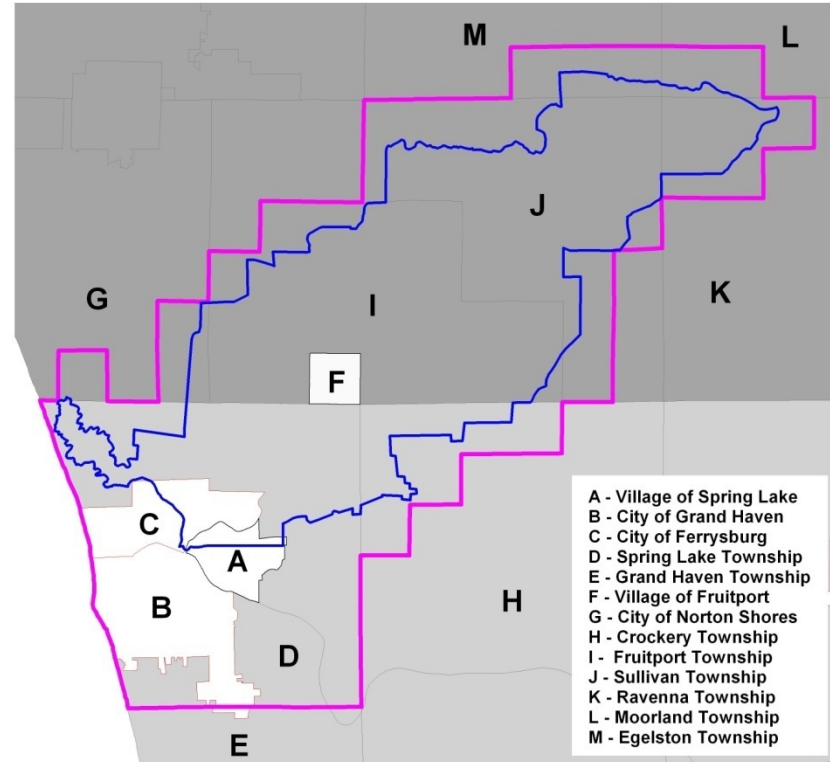 M
L
J
G
I
K
F
C
A
B
H
D
E
A - Village of Spring Lake
B - City of Grand Haven
C - City of Ferrysburg
D - Spring Lake Township
E - Grand Haven Township
F - Village of Fruitport
G - City of Norton Shores
H - Crockery Township
I - Fruitport Township
J - Sullivan Township
K - Ravenna Township
L - Moorland Township
M - Egelston Township